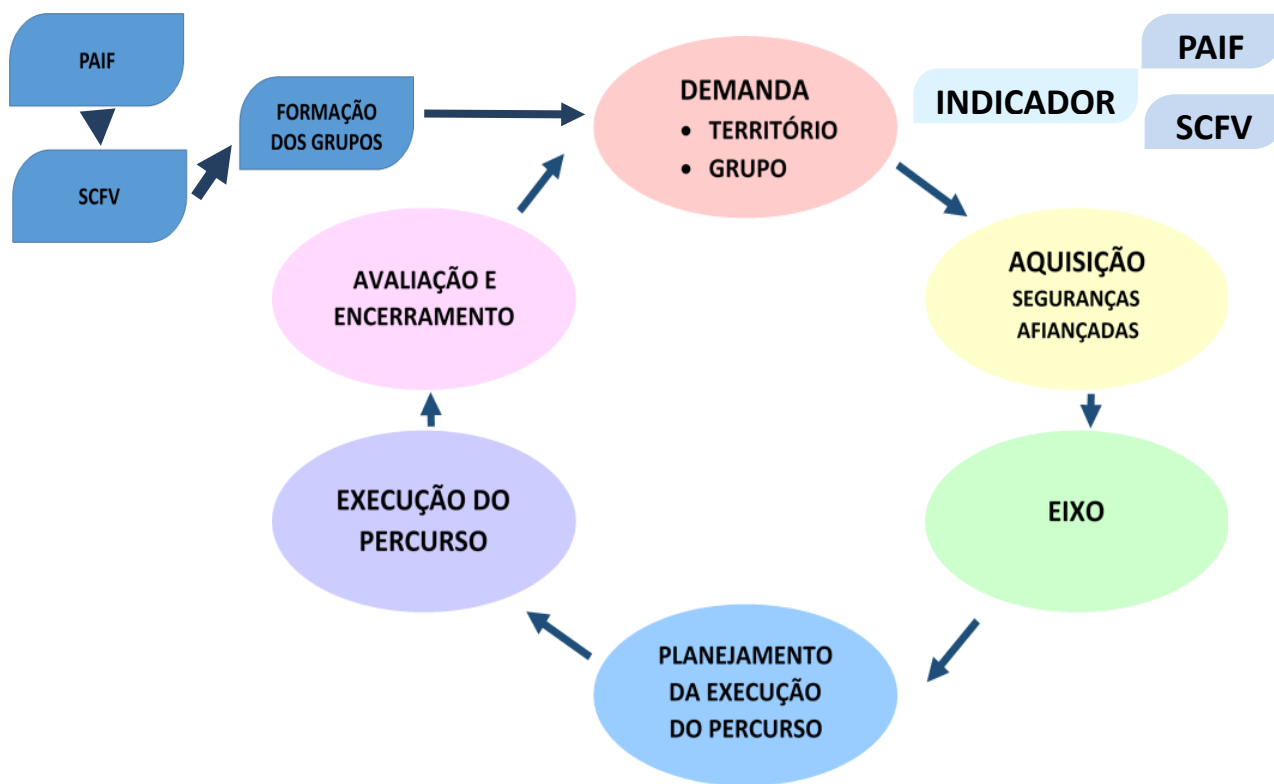 PAIF
SCFV
FORMAÇÃO
DOS GRUPOS
DEMANDA
• TERRITÓRIO
• GRUPO
INDICADOR
PAIF
SCFV
AQUISIÇÃO
SEGURANÇAS
AFIANÇADAS
EIXO
PLANEJAMENTO
DA EXECUÇÃO
DO PERCURSO
EXECUÇÃO DO
PERCURSO
AVALIAÇÃO E
ENCERRAMENTO